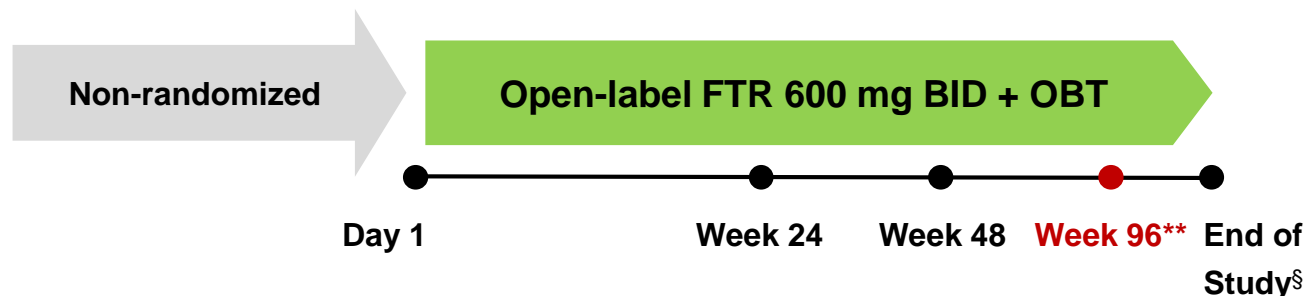 Non-randomized
Open-label FTR 600 mg BID + OBT
Day 1
Week 24
Week 48
Week 96**
End of
Study§